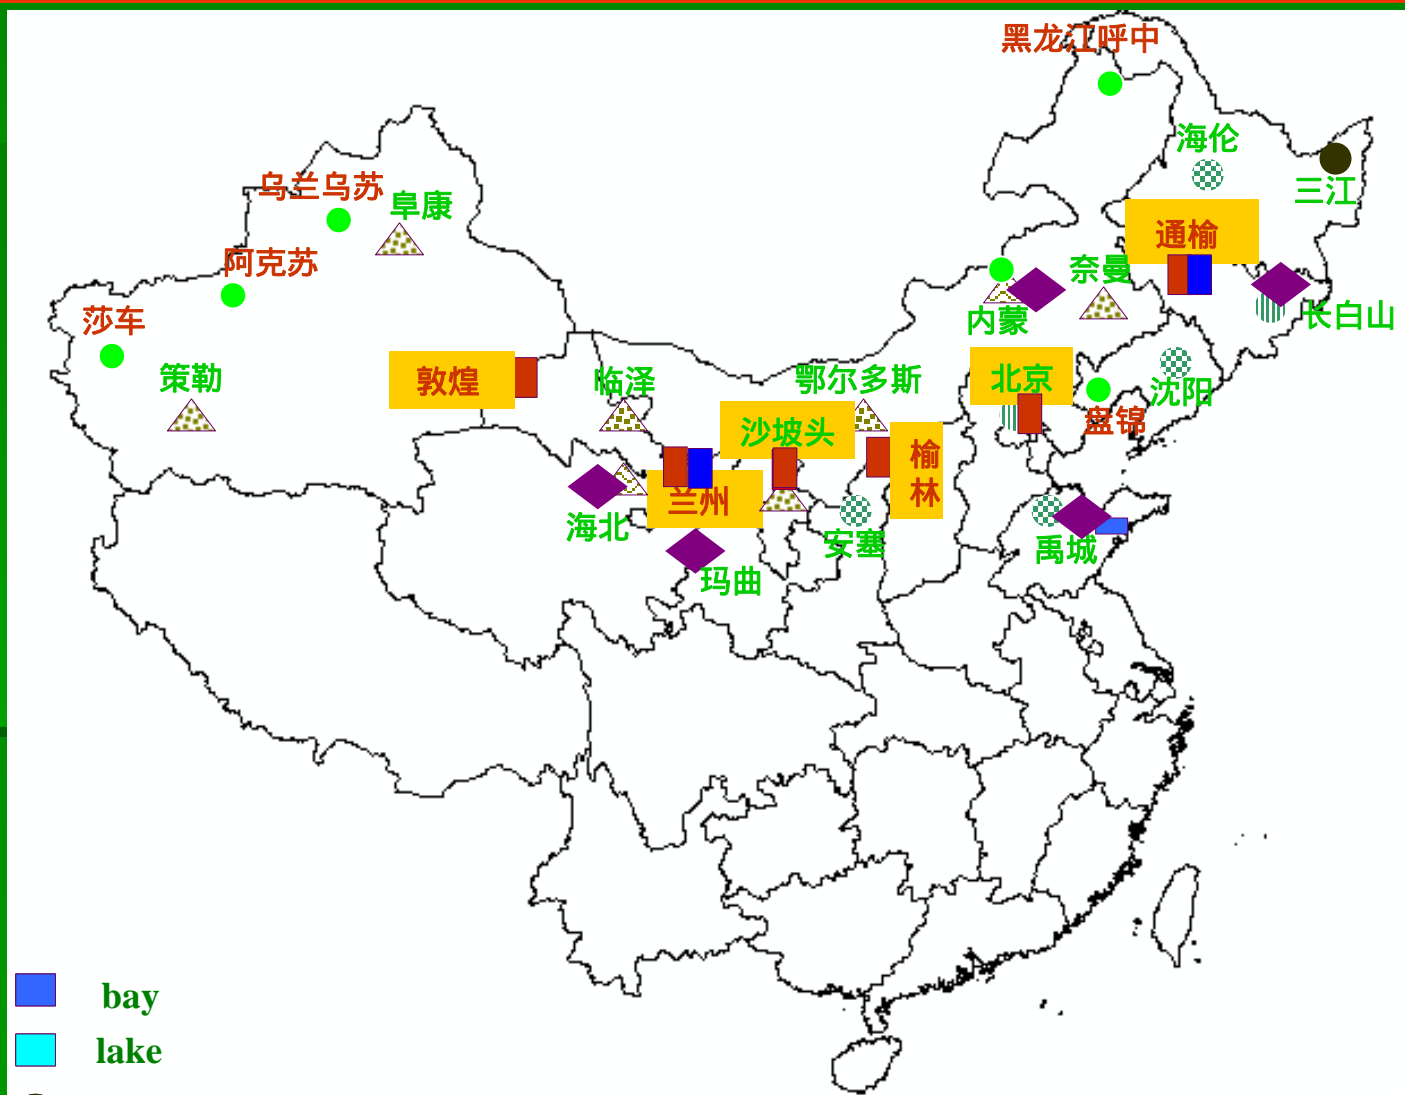 黑龙江呼中
海伦
三江
乌兰乌苏
阜康
通榆
阿克苏
奈曼
莎车
内蒙
长白山
策勒
敦煌
临泽
鄂尔多斯
北京
沈阳
盘锦
沙坡头
榆
林
兰州
海北
安塞
禹城
玛曲
bay
lake